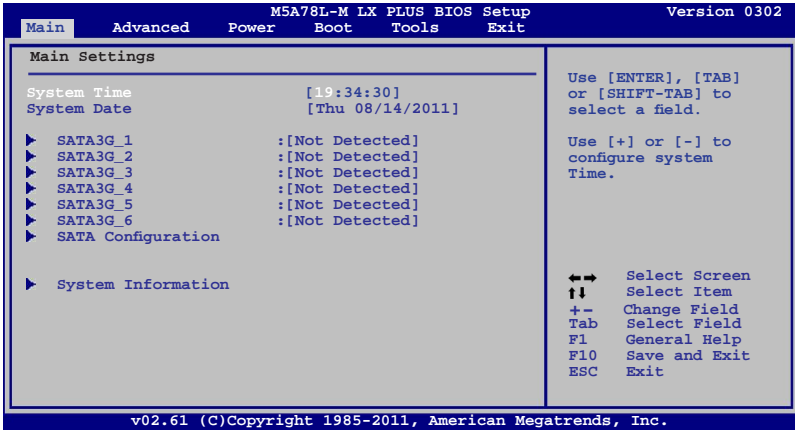 M5A78L-M LX PLUS BIOS Setup Version 0302
Main Advanced Power Boot Tools Exit
Main Settings
System Time [19:34:30]
System Date [Thu 08/14/2011]
SATA3G_1 :[Not Detected]
SATA3G_2 :[Not Detected]
SATA3G_3 :[Not Detected]
SATA3G_4 :[Not Detected]
SATA3G_5 :[Not Detected]
SATA3G_6 :[Not Detected]
SATA Configuration
System Information
Use [ENTER], [TAB]
or [SHIFT-TAB] to
select a field.
Use [+] or [-] to
configure system
Time.
←→ Select Screen
↑↓ Select Item
+- Change Field
Tab Select Field
F1 General Help
F10 Save and Exit
ESC Exit
v02.61 (C)Copyright 1985-2011, American Megatrends, Inc.